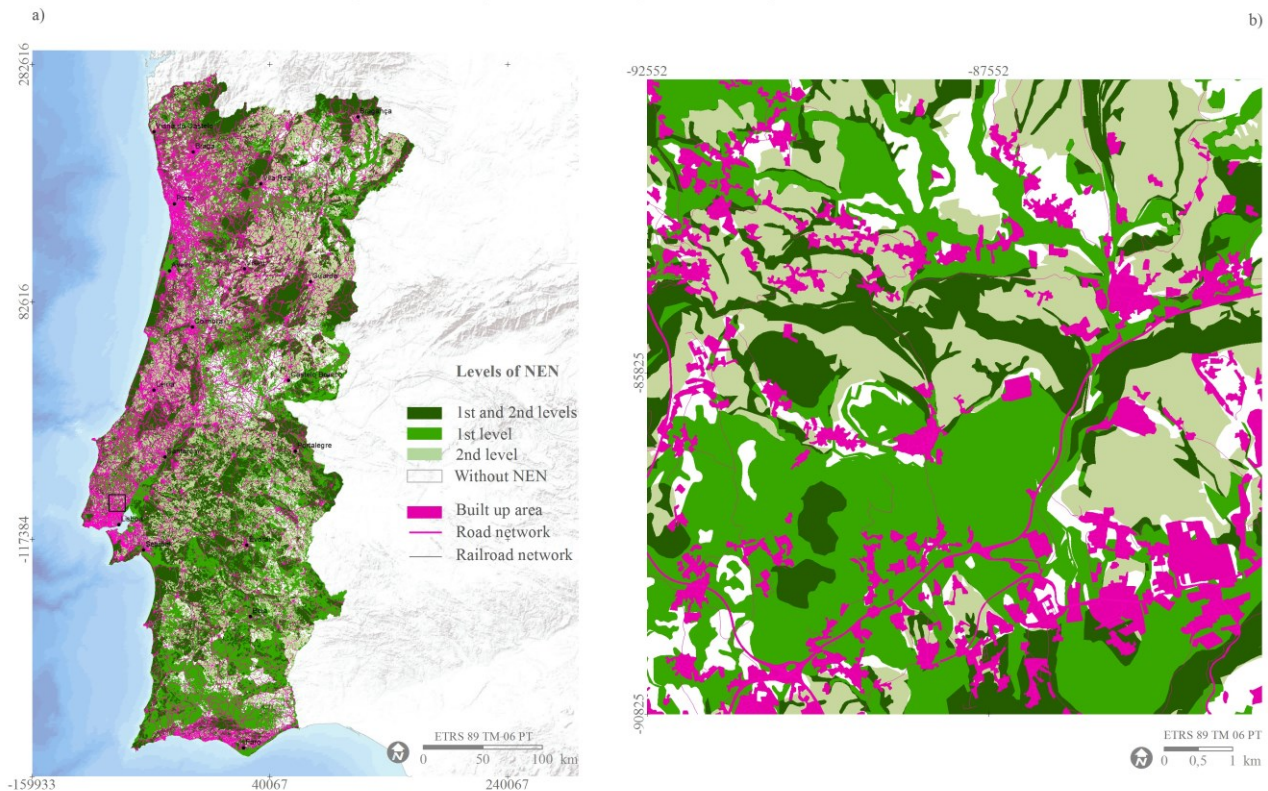 a)
b)
282616
82616
-117384
-159933
40067
240067
Levels of NEN
1st and 2nd levels
1st level
2nd level
Without NEN
Built up area
Road network
Railroad network
Portalegre
ETRS 89 TM 06 PT
N
0 50 100 km
-92552
-87552
-85825
-90825
ETRS 89 TM 06 PT
N
0 0,5 1 km